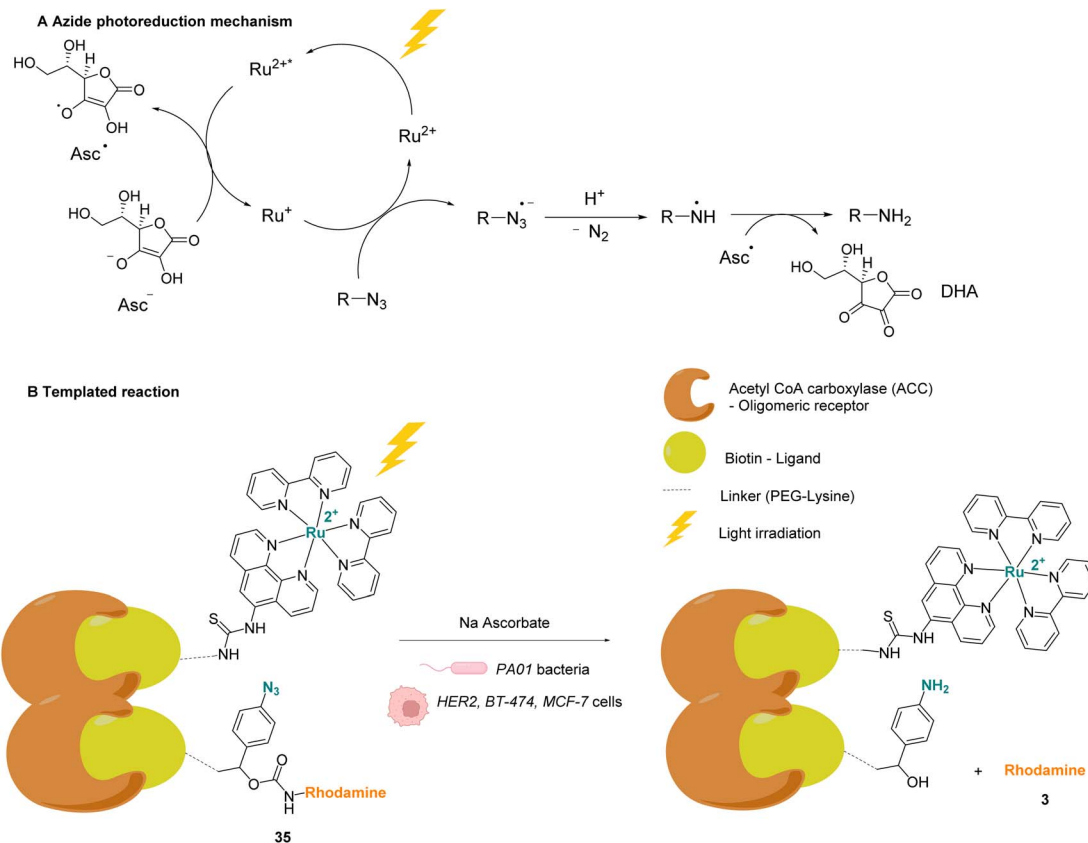 A Azide photoreduction mechanism
OH
HO
H
O
O
O
•
OH
Asc•
Ru2+*
Ru2+
OH
HO
H
O
O
−O
OH
Asc−
Ru+
R−N3
R−N3•−
H+
− N2
R−NH•
Asc•
R−NH2
OH
HO
H
O
O
O
O
DHA
B Templated reaction
Acetyl CoA carboxylase (ACC)
- Oligomeric receptor
Biotin - Ligand
Linker (PEG-Lysine)
Light irradiation
N
N
2+
Ru
N
N
N
N
S
NH
NH
N3
O
O
N
H
Rhodamine
35
Na Ascorbate
PA01 bacteria
HER2, BT-474, MCF-7 cells
N
N
2+
Ru
N
N
N
N
S
NH
NH
NH2
OH
+ Rhodamine
3